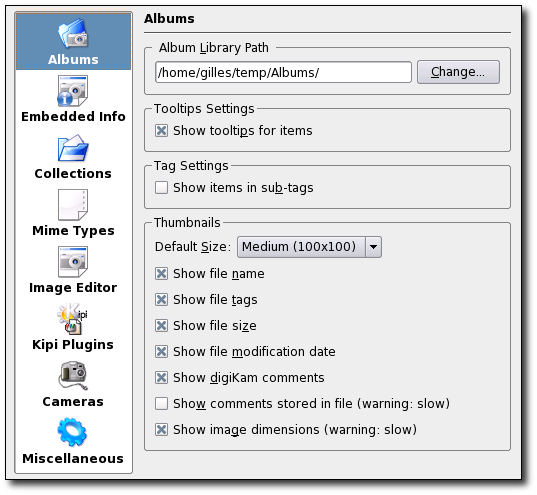 Albums
Embedded Info
Collections
Mime Types
Image Editor
Kipi
Kipi Plugins
Cameras
Miscellaneous
Albums
Album Library Path
/home/gilles/temp/Albums/
Change...
Tooltips Settings
Show tooltips for items
Tag Settings
Show items in sub-tags
Thumbnails
Default Size: Medium (100x100)
Show file name
Show file tags
Show file size
Show file modification date
Show digiKam comments
Show comments stored in file (warning: slow)
Show image dimensions (warning: slow)